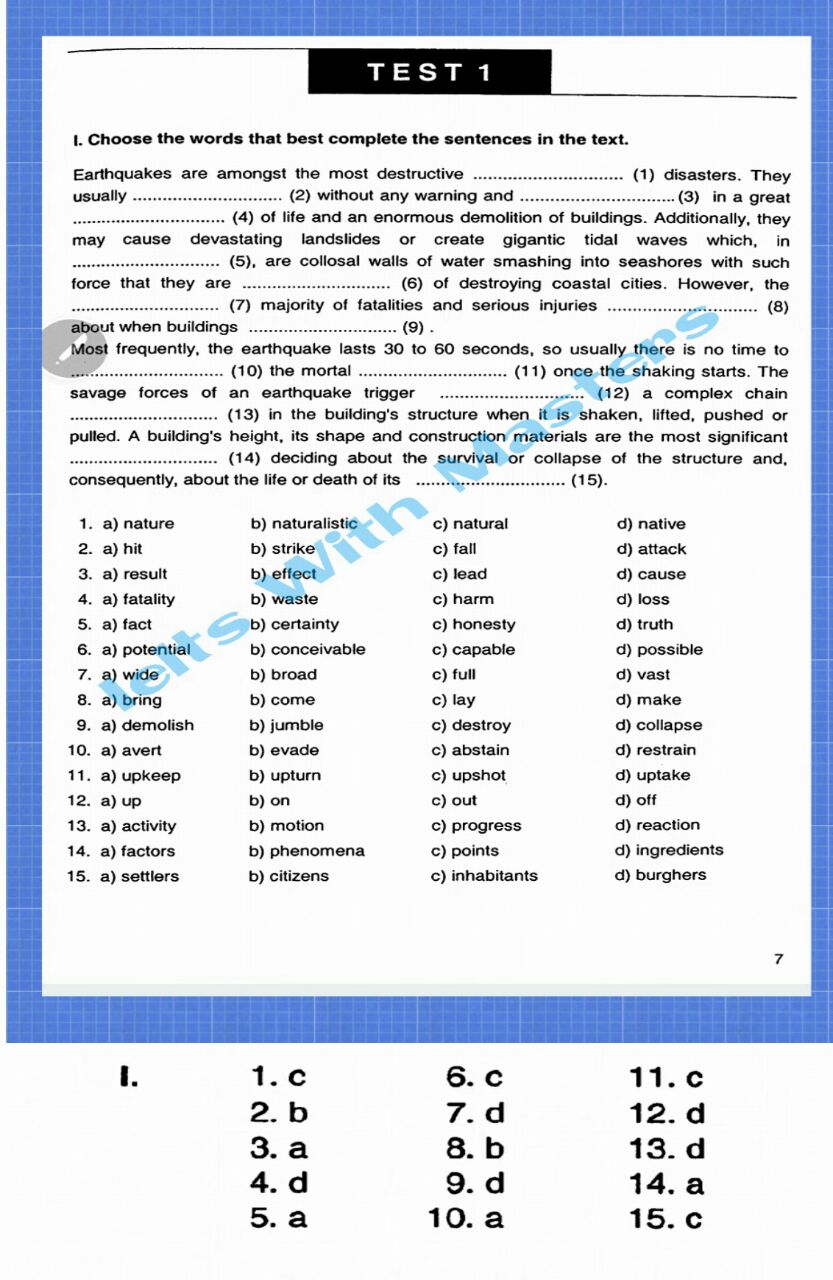 TEST 1
I. Choose the words that best complete the sentences in the text.
Earthquakes are amongst the most destructive .............................. (1) disasters. They
usually .............................. (2) without any warning and .............................. (3) in a great
.............................. (4) of life and an enormous demolition of buildings. Additionally, they
may cause devastating landslides or create gigantic tidal waves which, in
.............................. (5), are collosal walls of water smashing into seashores with such
force that they are .............................. (6) of destroying coastal cities. However, the
.............................. (7) majority of fatalities and serious injuries .............................. (8)
about when buildings .............................. (9) .
Most frequently, the earthquake lasts 30 to 60 seconds, so usually there is no time to
.............................. (10) the mortal .............................. (11) once the shaking starts. The
savage forces of an earthquake trigger .............................. (12) a complex chain
.............................. (13) in the building's structure when it is shaken, lifted, pushed or
pulled. A building's height, its shape and construction materials are the most significant
.............................. (14) deciding about the survival or collapse of the structure and,
consequently, about the life or death of its .............................. (15).
1. a) nature b) naturalistic c) natural d) native
2. a) hit b) strike c) fall d) attack
3. a) result b) effect c) lead d) cause
4. a) fatality b) waste c) harm d) loss
5. a) fact b) certainty c) honesty d) truth
6. a) potential b) conceivable c) capable d) possible
7. a) wide b) broad c) full d) vast
8. a) bring b) come c) lay d) make
9. a) demolish b) jumble c) destroy d) collapse
10. a) avert b) evade c) abstain d) restrain
11. a) upkeep b) upturn c) upshot d) uptake
12. a) up b) on c) out d) off
13. a) activity b) motion c) progress d) reaction
14. a) factors b) phenomena c) points d) ingredients
15. a) settlers b) citizens c) inhabitants d) burghers
Ielts With Masters
7
I. 1. c 6. c 11. c
2. b 7. d 12. d
3. a 8. b 13. d
4. d 9. d 14. a
5. a 10. a 15. c